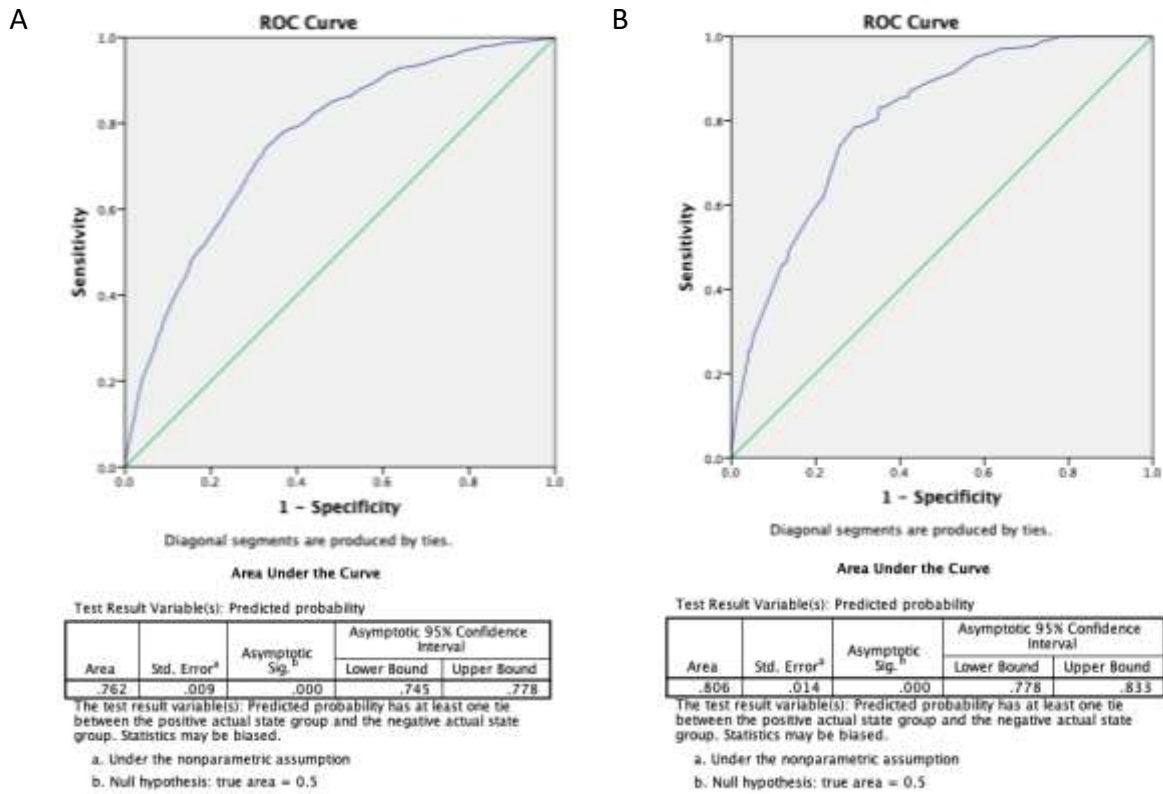 A
ROC Curve
1.0
0.8
0.6
0.4
0.2
0.0
Sensitivity
0.0 0.2 0.4 0.6 0.8 1.0
1 - Specificity
Diagonal segments are produced by ties.
Area Under the Curve
Test Result Variable(s): Predicted probability
Asymptotic 95% Confidence
Interval
Area Std. Errorᵃ Asymptotic
Sig.ᵇ Lower Bound Upper Bound
.762 .009 .000 .745 .778
The test result variable(s): Predicted probability has at least one tie
between the positive actual state group and the negative actual state
group. Statistics may be biased.
a. Under the nonparametric assumption
b. Null hypothesis: true area = 0.5
B
ROC Curve
1.0
0.8
0.6
0.4
0.2
0.0
Sensitivity
0.0 0.2 0.4 0.6 0.8 1.0
1 - Specificity
Diagonal segments are produced by ties.
Area Under the Curve
Test Result Variable(s): Predicted probability
Asymptotic 95% Confidence
Interval
Area Std. Errorᵃ Asymptotic
Sig.ᵇ Lower Bound Upper Bound
.806 .014 .000 .778 .833
The test result variable(s): Predicted probability has at least one tie
between the positive actual state group and the negative actual state
group. Statistics may be biased.
a. Under the nonparametric assumption
b. Null hypothesis: true area = 0.5